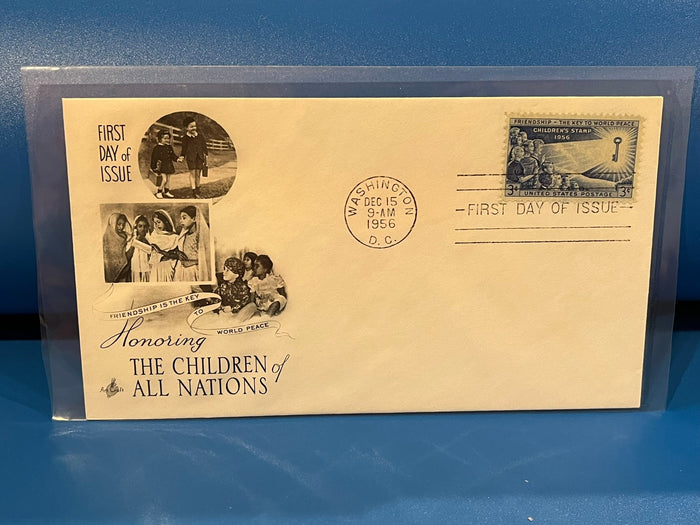 FIRST
DAY of
ISSUE
FRIENDSHIP IS THE KEY
TO
WORLD PEACE
Honoring
THE CHILDREN of
ALL NATIONS
Art Craft
WASHINGTON
DEC 15
9-AM
1956
D. C.
FRIENDSHIP - THE KEY TO WORLD PEACE
CHILDREN'S STAMP
1956
3¢ UNITED STATES POSTAGE 3¢
FIRST DAY OF ISSUE